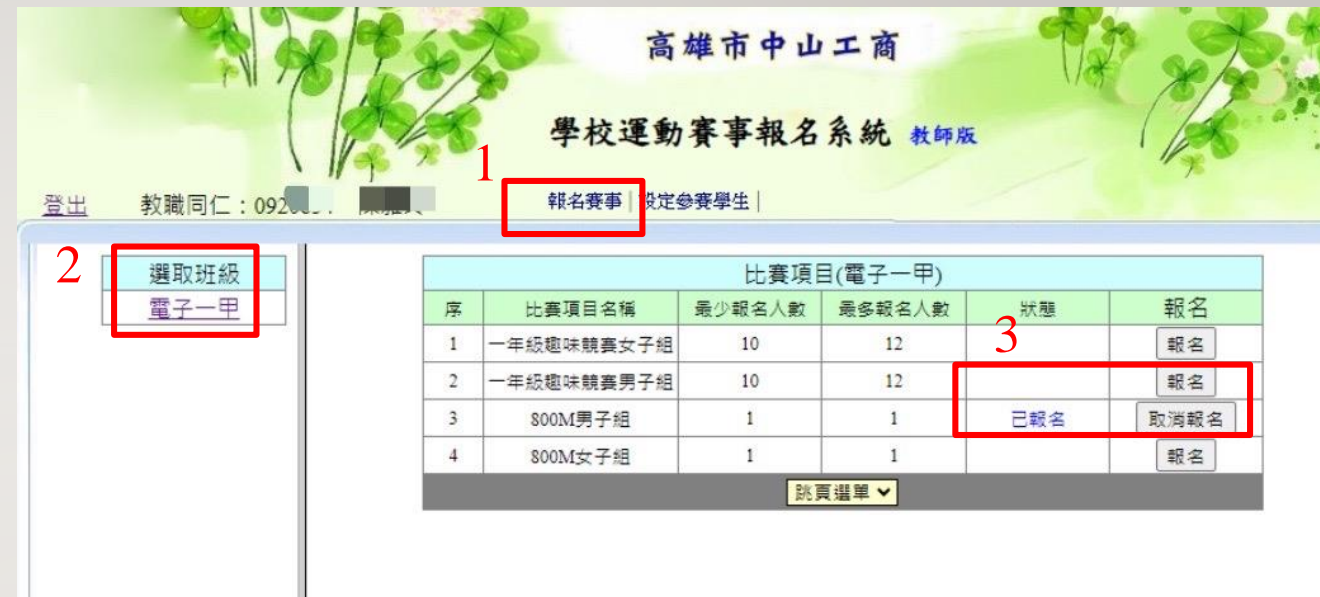 高雄市中山工商
學校運動賽事報名系統 教師版
1
登出 教職同仁：092
報名賽事 | 設定參賽學生 |
2
選取班級
電子一甲
比賽項目(電子一甲)
序 比賽項目名稱 最少報名人數 最多報名人數 狀態 報名
3
1 一年級趣味競賽女子組 10 12 報名
2 一年級趣味競賽男子組 10 12 報名
3 800M男子組 1 1 已報名 取消報名
4 800M女子組 1 1 報名
跳頁選單